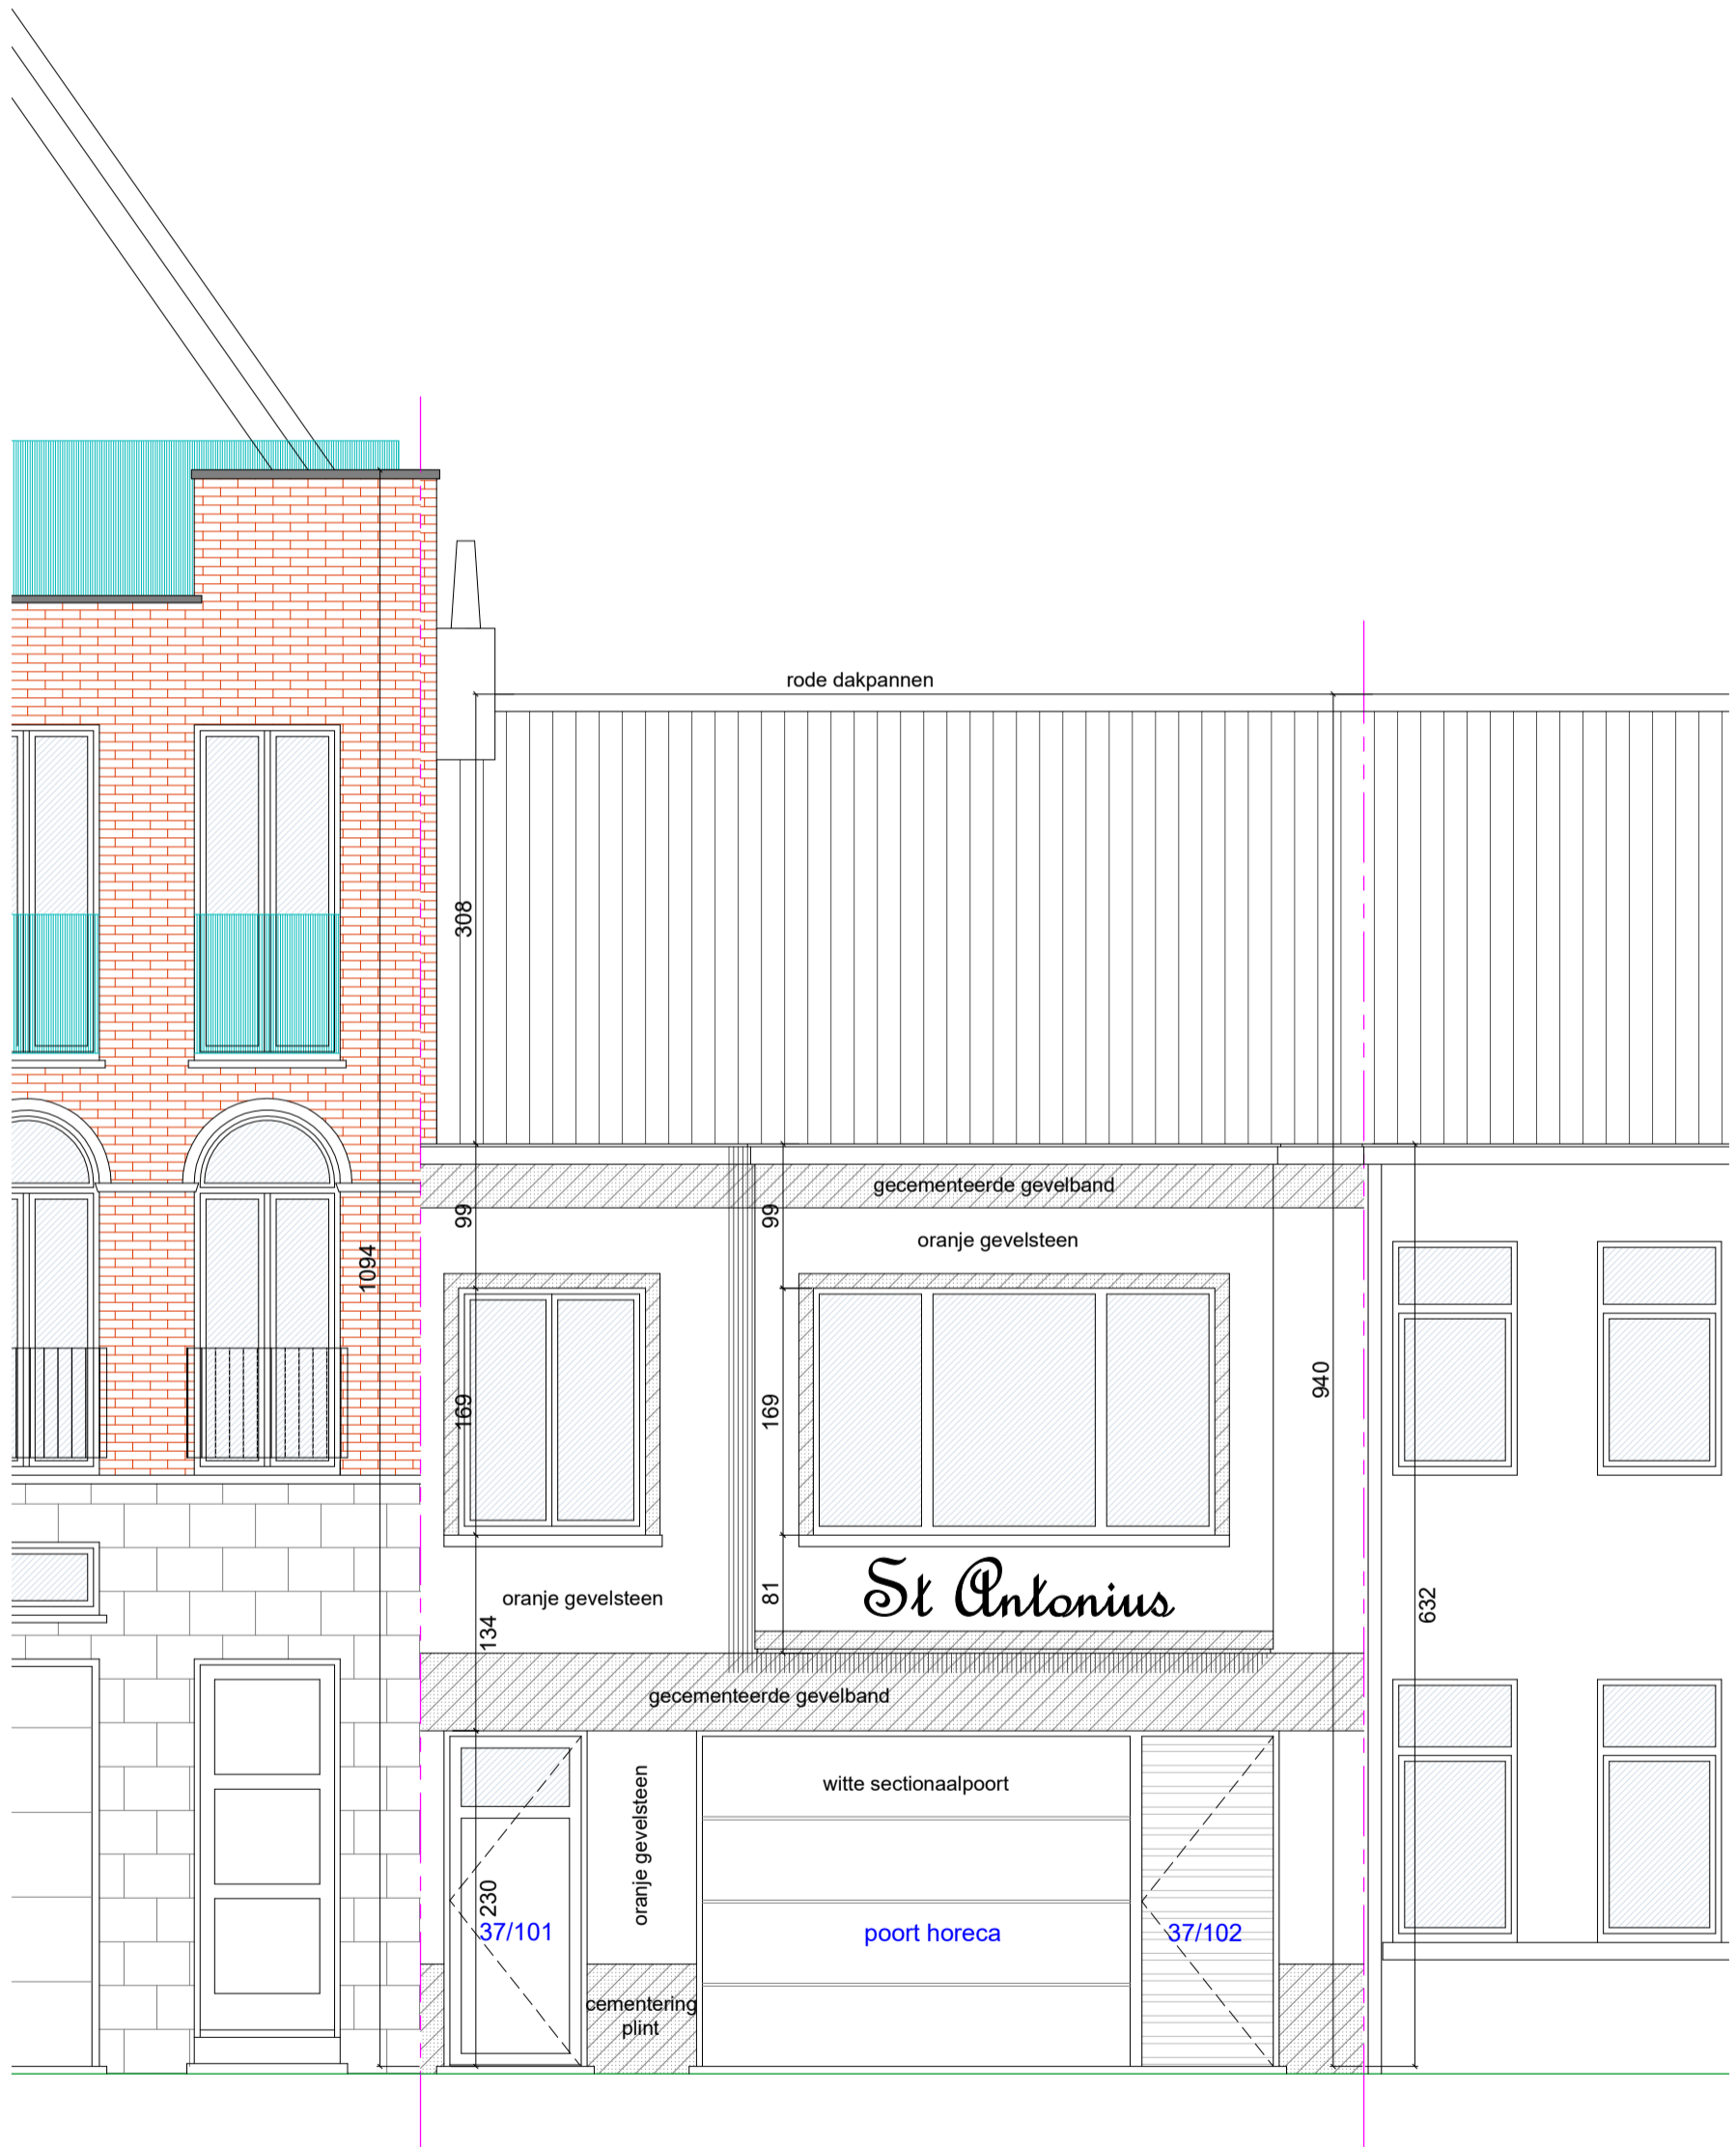 rode dakpannen
308
gecementeerde gevelband
99
99
oranje gevelsteen
1094
940
169
169
St Antonius
oranje gevelsteen
81
632
134
gecementeerde gevelband
witte sectionaalpoort
oranje gevelsteen
230
37/101
poort horeca
37/102
cementering
plint